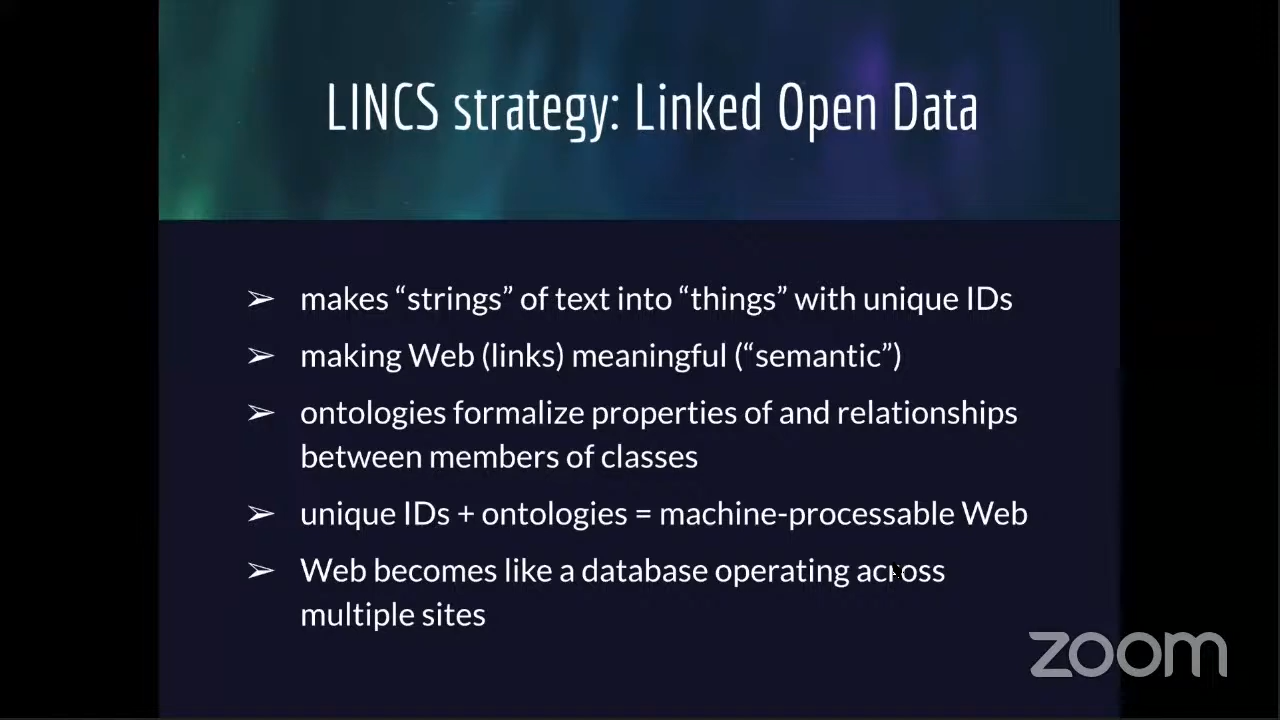 LINCS strategy: Linked Open Data
➢ makes “strings” of text into “things” with unique IDs
➢ making Web (links) meaningful (“semantic”)
➢ ontologies formalize properties of and relationships
between members of classes
➢ unique IDs + ontologies = machine-processable Web
➢ Web becomes like a database operating across
multiple sites
zoom